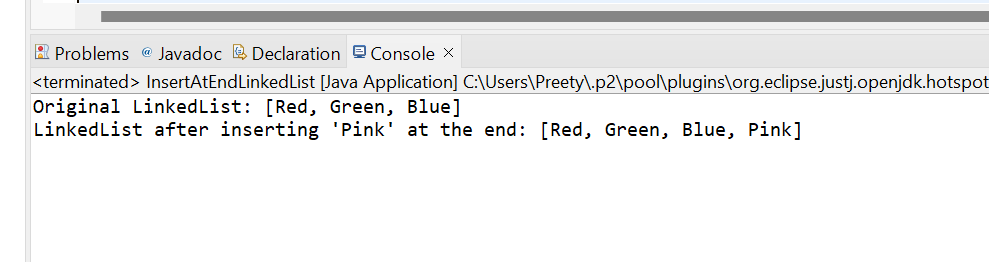 Problems @ Javadoc Declaration Console ×
<terminated> InsertAtEndLinkedList [Java Application] C:\Users\Preety\.p2\pool\plugins\org.eclipse.justj.openjdk.hotspot
Original LinkedList: [Red, Green, Blue]
LinkedList after inserting 'Pink' at the end: [Red, Green, Blue, Pink]